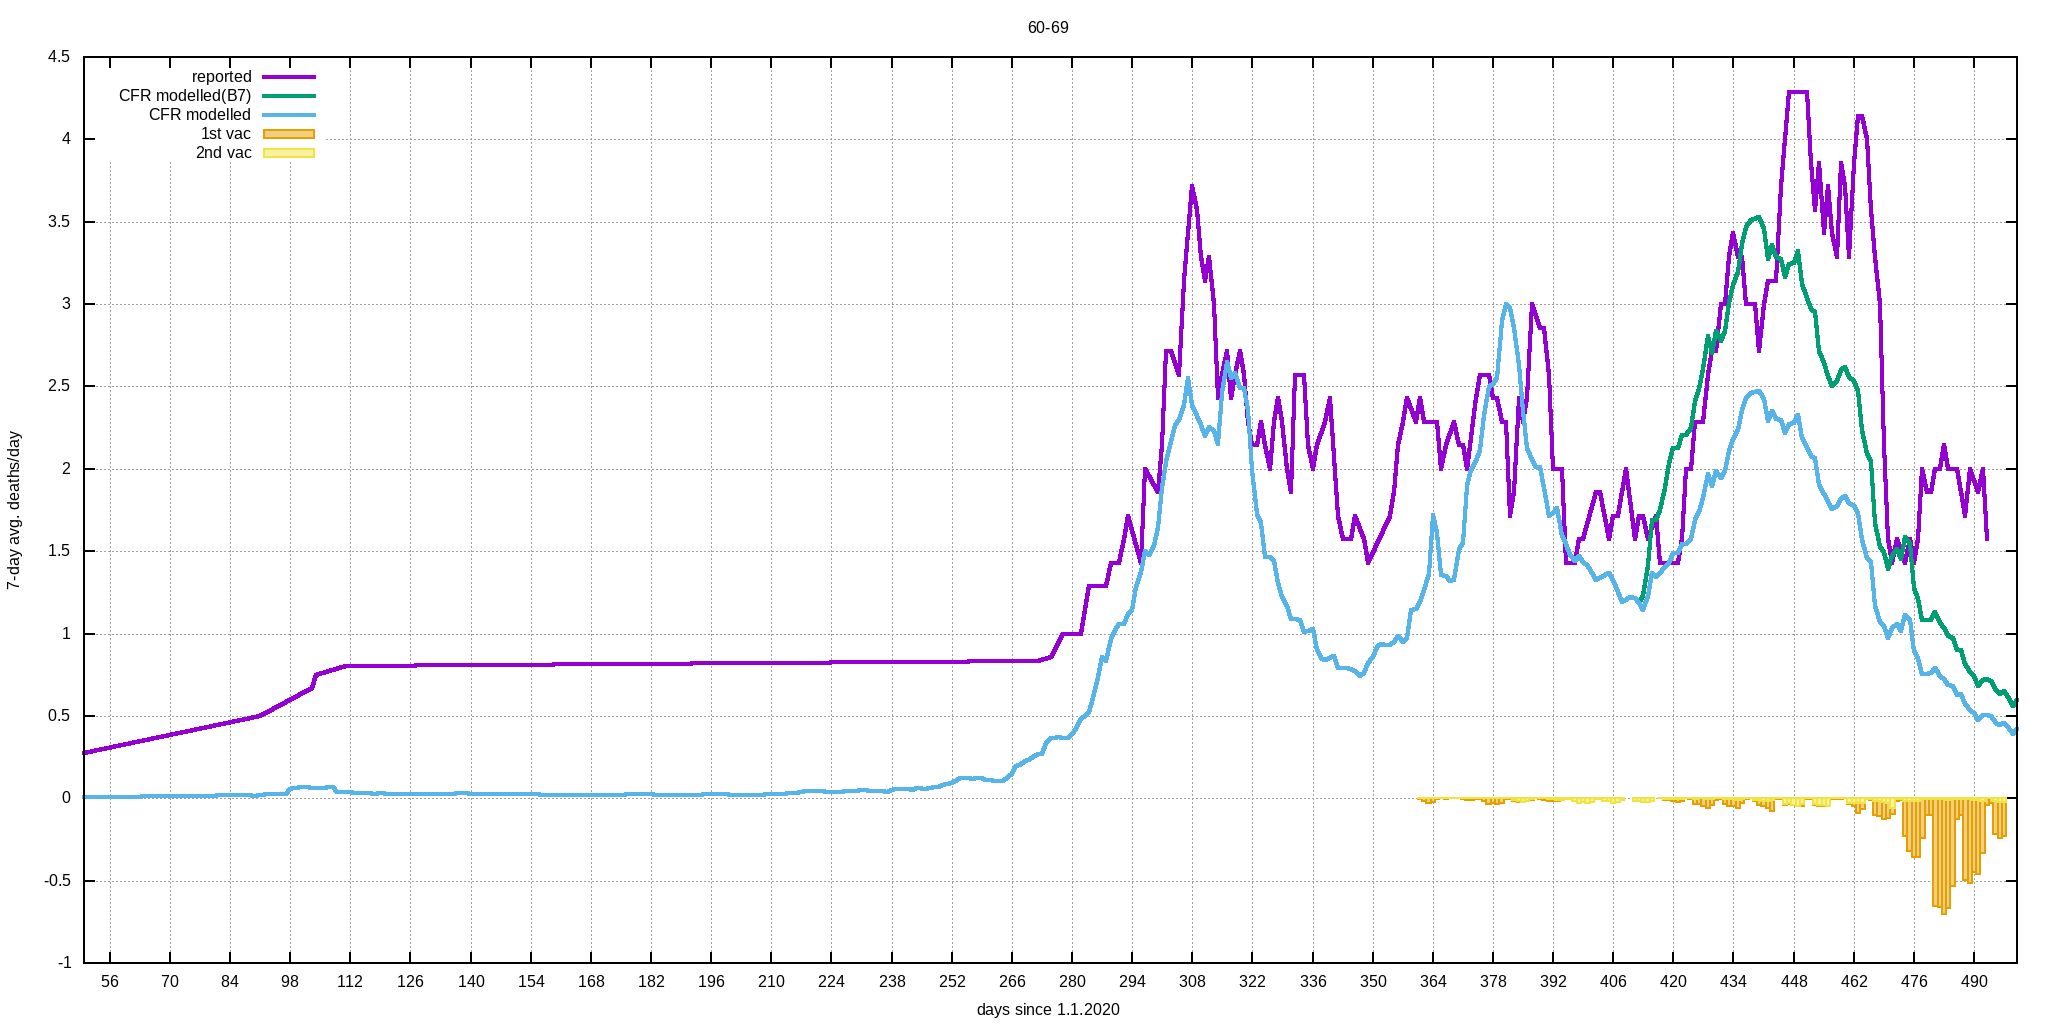 60-69
reported
CFR modelled(B7)
CFR modelled
1st vac
2nd vac
7-day avg. deaths/day
4.5
4
3.5
3
2.5
2
1.5
1
0.5
0
-0.5
-1
56 70 84 98 112 126 140 154 168 182 196 210 224 238 252 266 280 294 308 322 336 350 364 378 392 406 420 434 448 462 476 490
days since 1.1.2020